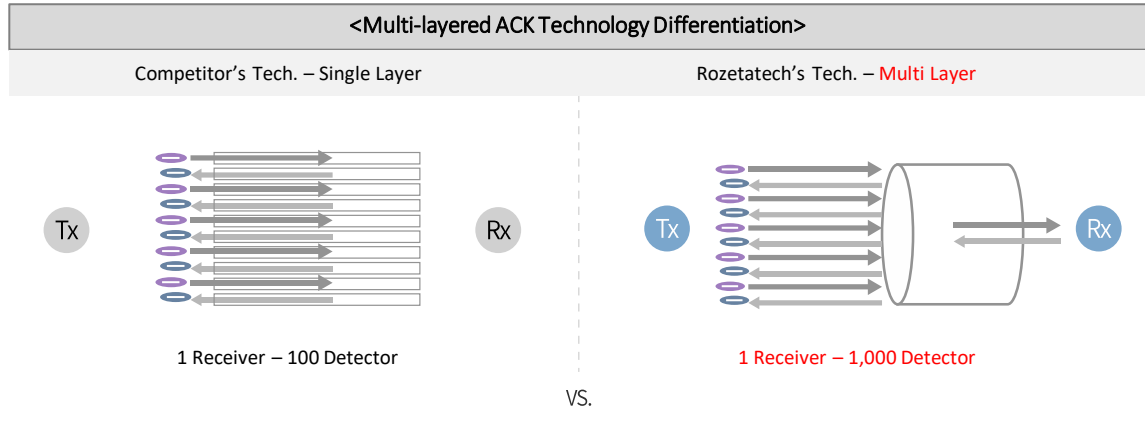 <Multi-layered ACK Technology Differentiation>
Competitor's Tech. – Single Layer
Rozetatech's Tech. – Multi Layer
Tx
Rx
Tx
Rx
1 Receiver – 100 Detector
1 Receiver – 1,000 Detector
VS.